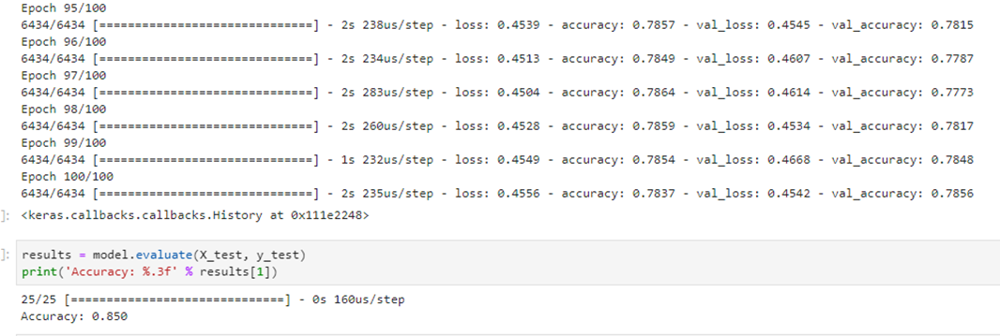 Epoch 95/100
6434/6434 [==============================] - 2s 238us/step - loss: 0.4539 - accuracy: 0.7857 - val_loss: 0.4545 - val_accuracy: 0.7815
Epoch 96/100
6434/6434 [==============================] - 2s 234us/step - loss: 0.4513 - accuracy: 0.7849 - val_loss: 0.4607 - val_accuracy: 0.7787
Epoch 97/100
6434/6434 [==============================] - 2s 283us/step - loss: 0.4504 - accuracy: 0.7864 - val_loss: 0.4614 - val_accuracy: 0.7773
Epoch 98/100
6434/6434 [==============================] - 2s 260us/step - loss: 0.4528 - accuracy: 0.7859 - val_loss: 0.4534 - val_accuracy: 0.7817
Epoch 99/100
6434/6434 [==============================] - 1s 232us/step - loss: 0.4549 - accuracy: 0.7854 - val_loss: 0.4668 - val_accuracy: 0.7848
Epoch 100/100
6434/6434 [==============================] - 2s 235us/step - loss: 0.4556 - accuracy: 0.7837 - val_loss: 0.4542 - val_accuracy: 0.7856
]: <keras.callbacks.callbacks.History at 0x111e2248>
]: results = model.evaluate(X_test, y_test)
print('Accuracy: %.3f' % results[1])
25/25 [==============================] - 0s 160us/step
Accuracy: 0.850